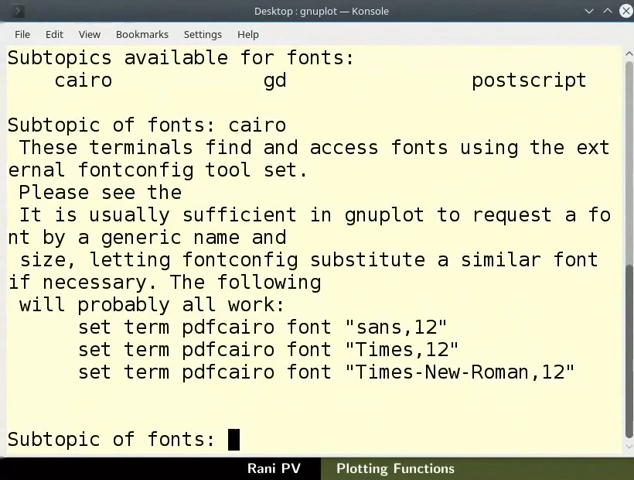 Desktop : gnuplot — Konsole
File Edit View Bookmarks Settings Help
Subtopics available for fonts:
cairo gd postscript
Subtopic of fonts: cairo
These terminals find and access fonts using the ext
ernal fontconfig tool set.
Please see the
It is usually sufficient in gnuplot to request a fo
nt by a generic name and
size, letting fontconfig substitute a similar font
if necessary. The following
will probably all work:
set term pdfcairo font "sans,12"
set term pdfcairo font "Times,12"
set term pdfcairo font "Times-New-Roman,12"
Subtopic of fonts:
Rani PV Plotting Functions